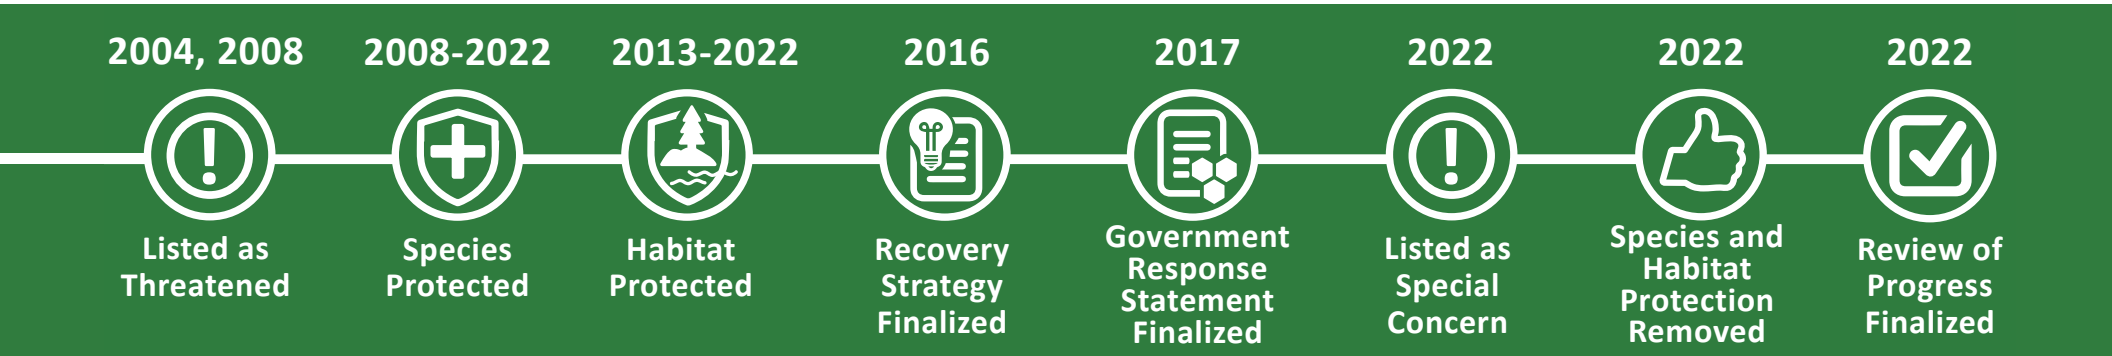 2004, 2008
Listed as
Threatened
2008-2022
Species
Protected
2013-2022
Habitat
Protected
2016
Recovery
Strategy
Finalized
2017
Government
Response
Statement
Finalized
2022
Listed as
Special
Concern
2022
Species and
Habitat
Protection
Removed
2022
Review of
Progress
Finalized